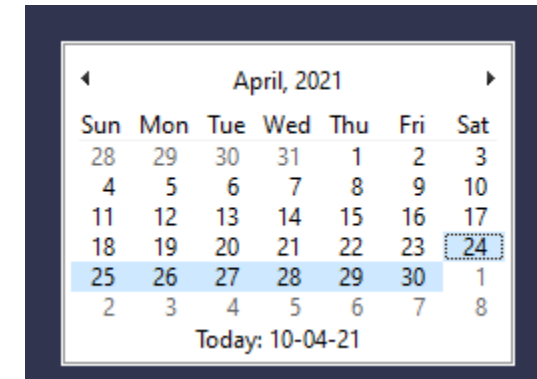 April, 2021
Sun Mon Tue Wed Thu Fri Sat
28 29 30 31 1 2 3
4 5 6 7 8 9 10
11 12 13 14 15 16 17
18 19 20 21 22 23 24
25 26 27 28 29 30 1
2 3 4 5 6 7 8
Today: 10-04-21